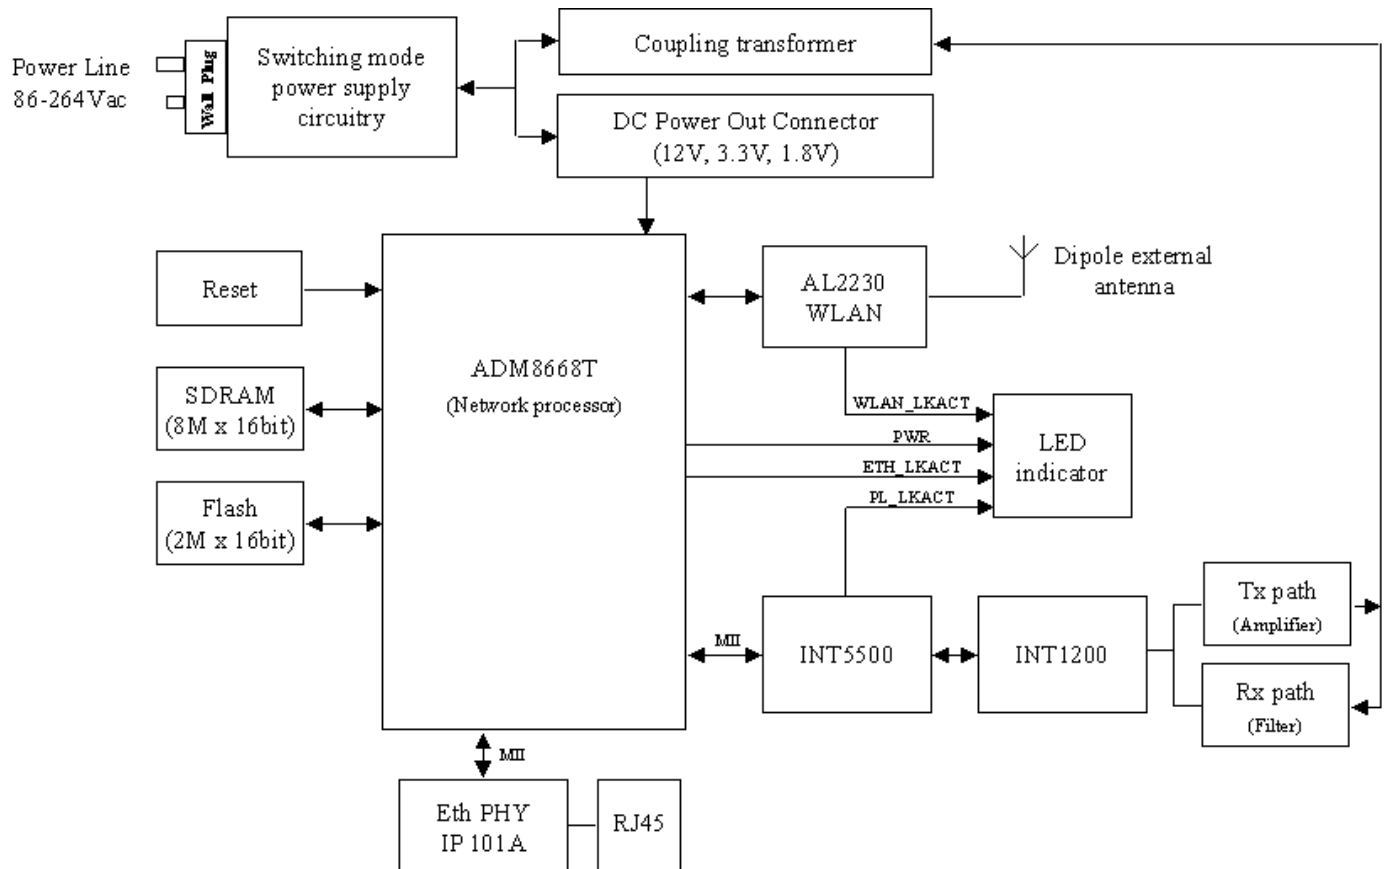 Power Line
86-264Vac
Wall Plug
Switching mode
power supply
circuitry
Coupling transformer
DC Power Out Connector
(12V, 3.3V, 1.8V)
Reset
SDRAM
(8M x 16bit)
Flash
(2M x 16bit)
ADM8668T
(Network processor)
AL2230
WLAN
Dipole external
antenna
WLAN_LKACT
PWR
ETH_LKACT
PL_LKACT
LED
indicator
MII
INT5500
INT1200
Tx path
(Amplifier)
Rx path
(Filter)
MII
Eth PHY
IP 101A
RJ45